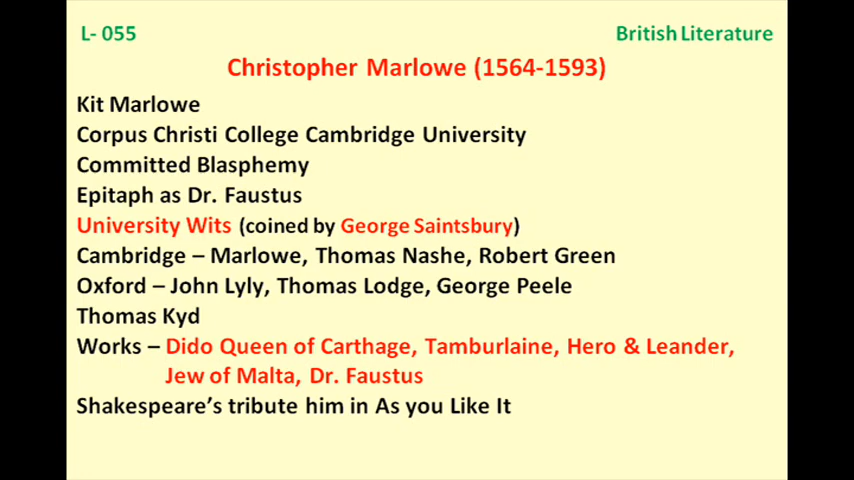 L- 055
British Literature
Christopher Marlowe (1564-1593)
Kit Marlowe
Corpus Christi College Cambridge University
Committed Blasphemy
Epitaph as Dr. Faustus
University Wits (coined by George Saintsbury)
Cambridge – Marlowe, Thomas Nashe, Robert Green
Oxford – John Lyly, Thomas Lodge, George Peele
Thomas Kyd
Works – Dido Queen of Carthage, Tamburlaine, Hero & Leander,
Jew of Malta, Dr. Faustus
Shakespeare’s tribute him in As you Like It